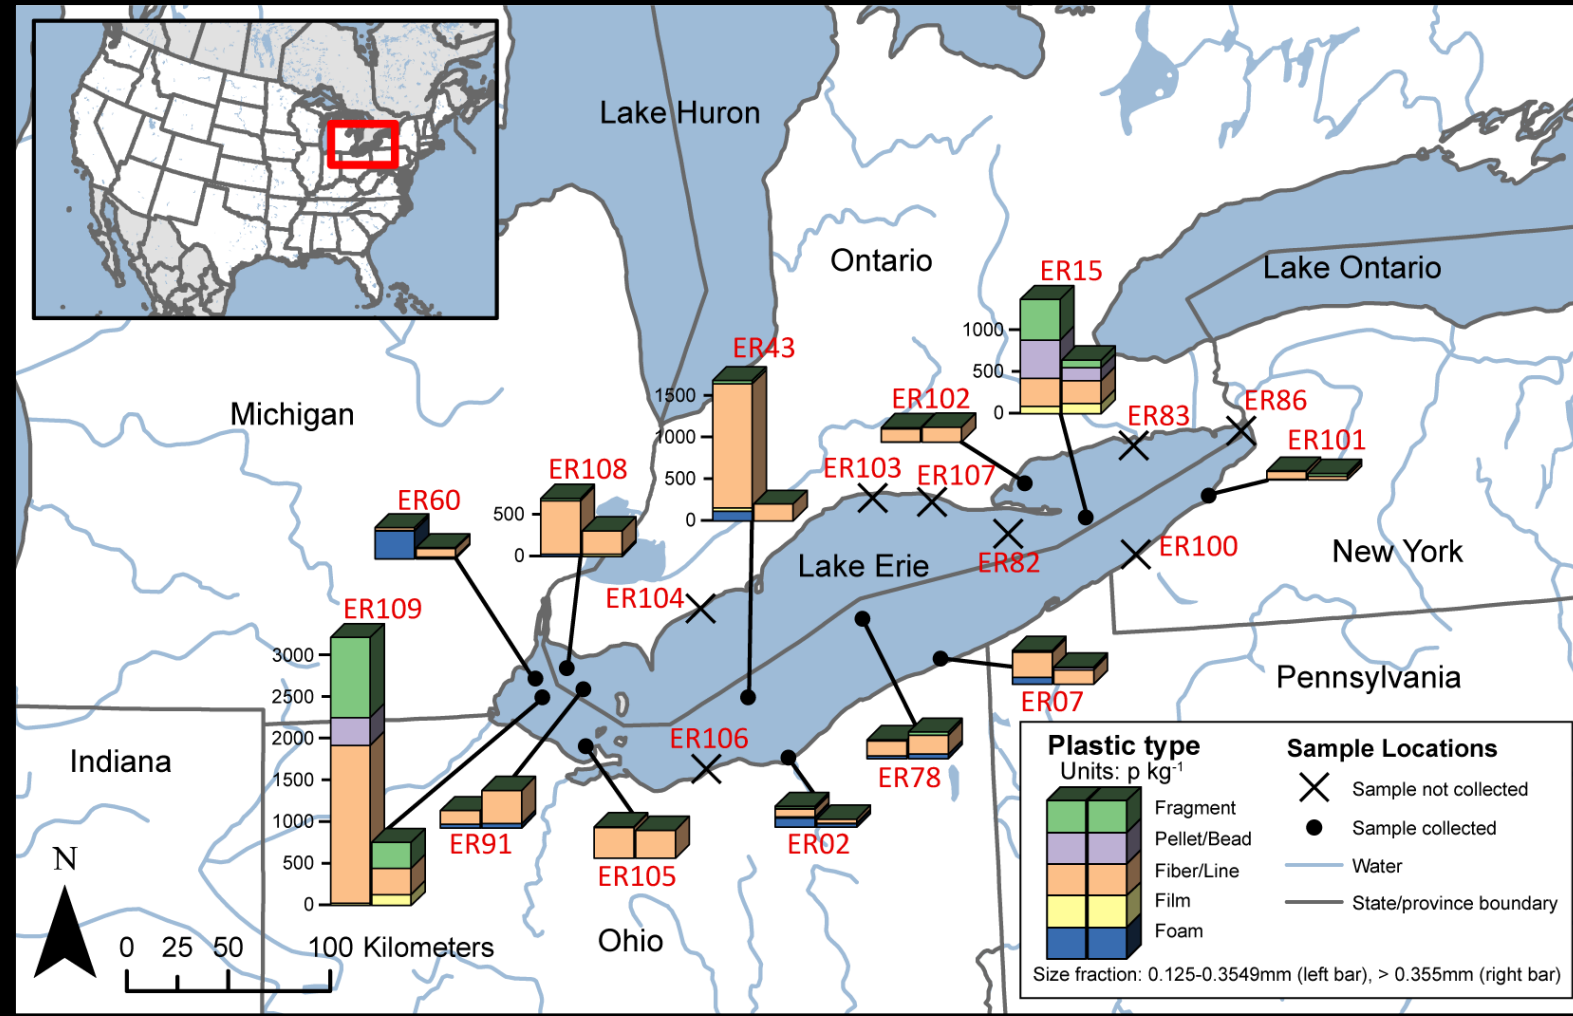 Lake Huron
Ontario
Lake Ontario
ER15
1000
500
0
ER43
1500
1000
500
0
ER102
ER83
ER86
ER101
Michigan
ER103
ER107
ER108
500
0
ER60
ER82
ER100
New York
Lake Erie
ER104
ER109
3000
2500
2000
1500
1000
500
0
Pennsylvania
ER07
ER106
ER78
Indiana
ER91
ER105
ER02
Ohio
N
0 25 50 100 Kilometers
Plastic type
Units: p kg⁻¹
Fragment
Pellet/Bead
Fiber/Line
Film
Foam
Sample Locations
Sample not collected
Sample collected
Water
State/province boundary
Size fraction: 0.125-0.3549mm (left bar), > 0.355mm (right bar)